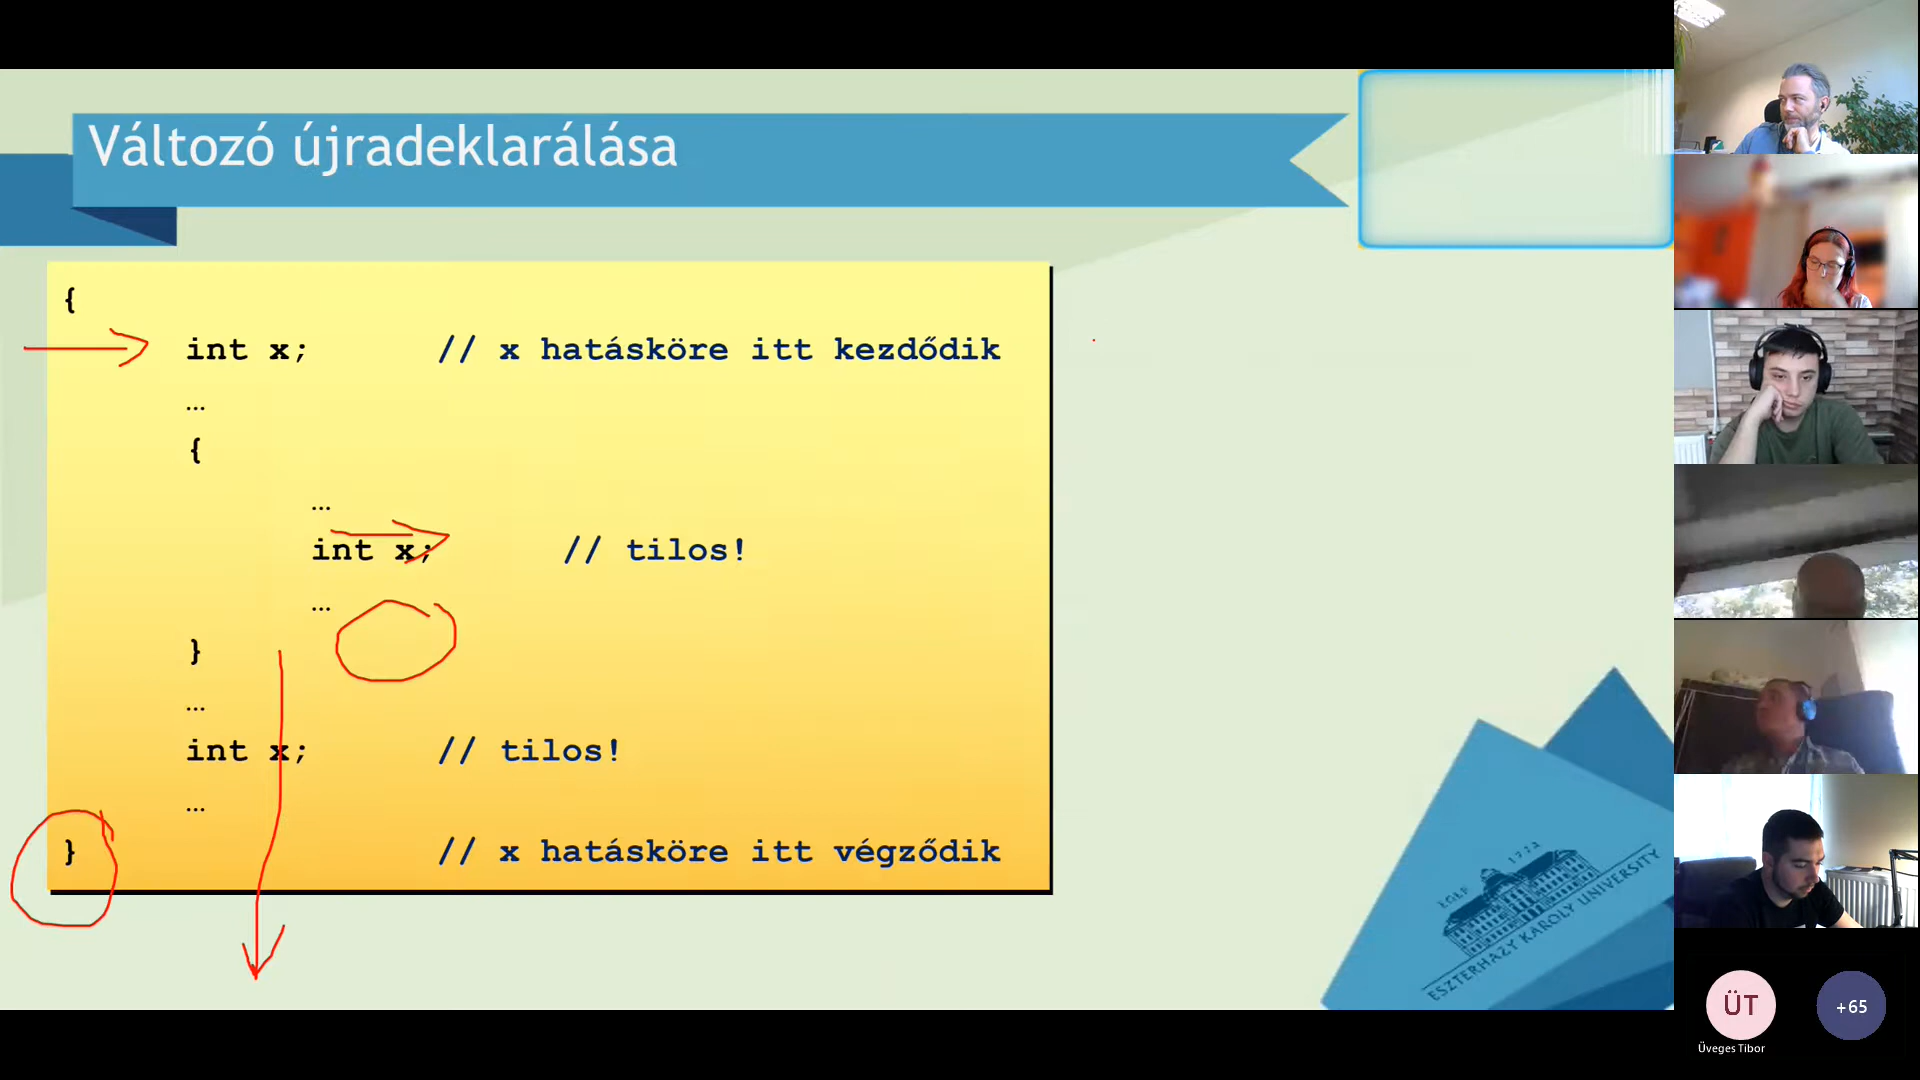 Változó újradeklarálása
{
int x; // x hatásköre itt kezdődik
…
{
…
int x; // tilos!
…
}
…
int x; // tilos!
…
} // x hatásköre itt végződik
1774
EGER
ESZTERHÁZY KÁROLY UNIVERSITY
ÜT
+65
Üveges Tibor